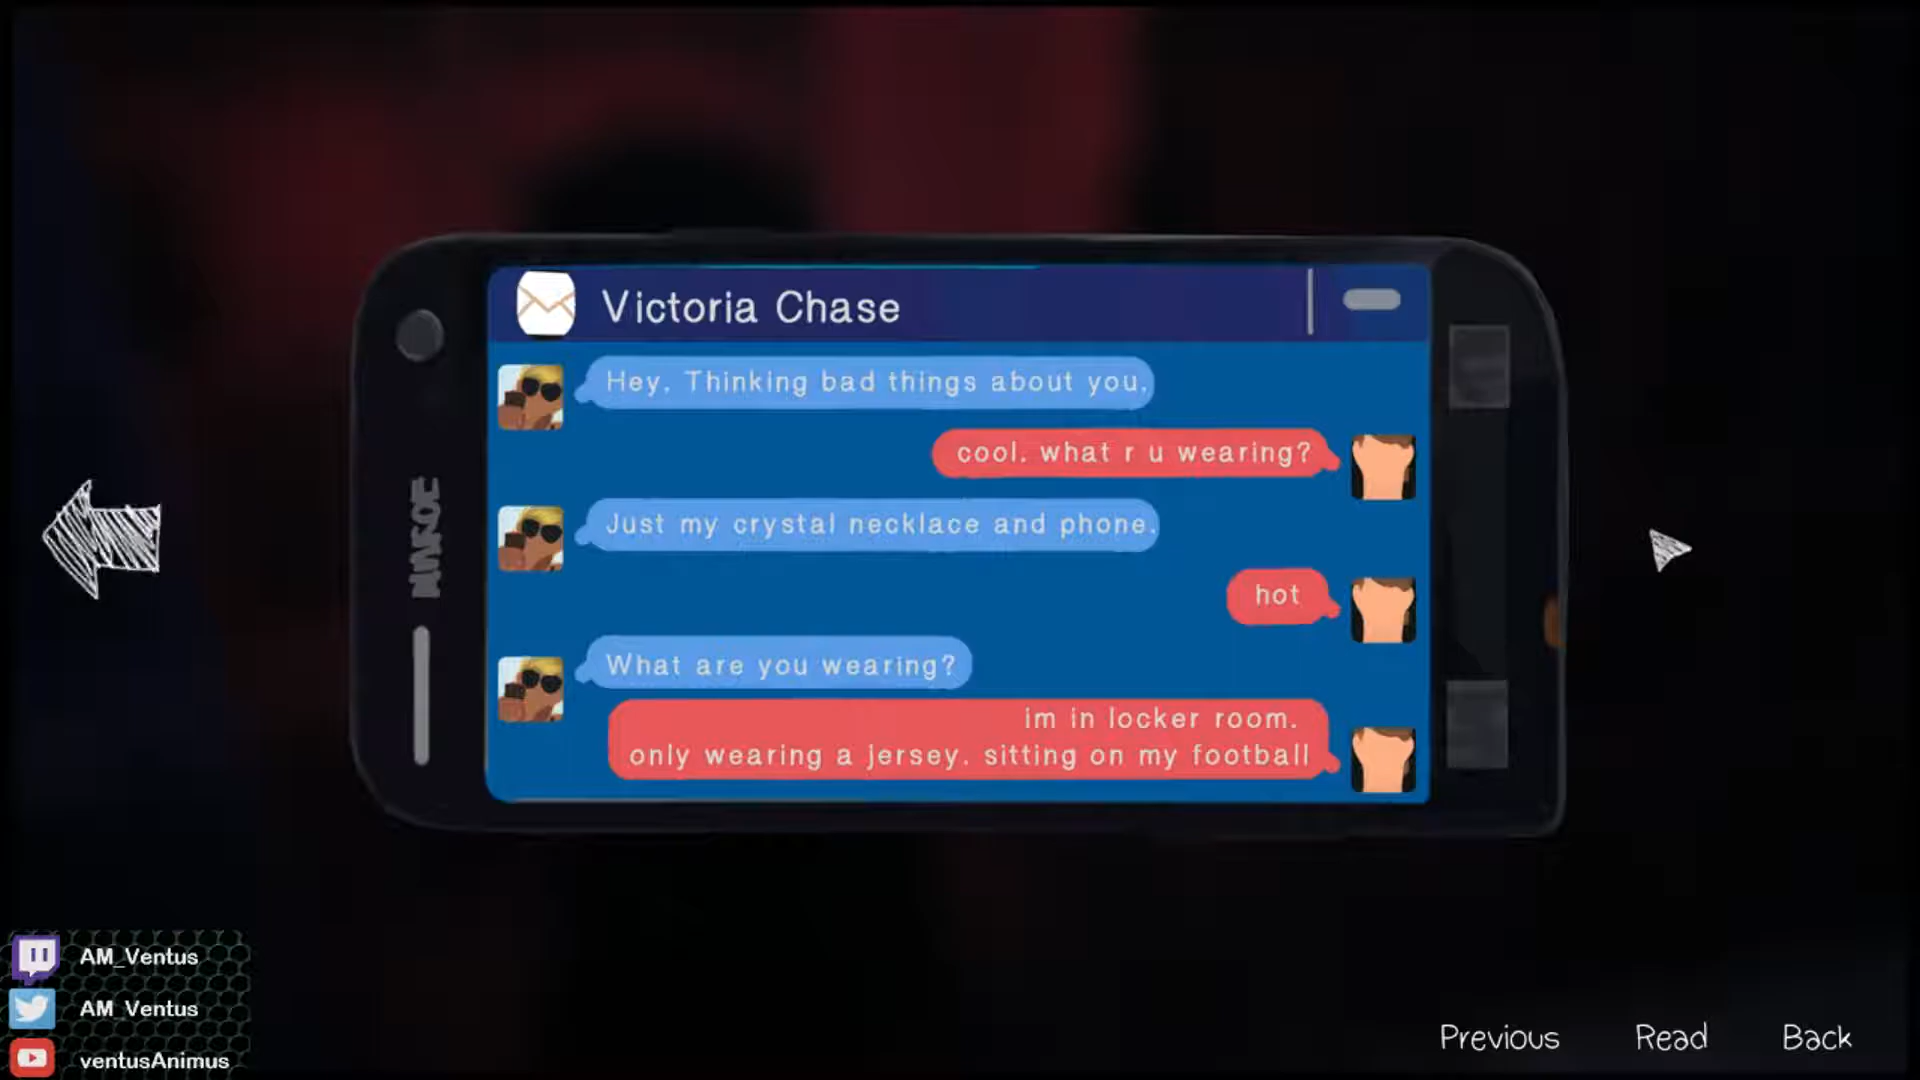 Victoria Chase
Hey. Thinking bad things about you.
cool. what r u wearing?
Just my crystal necklace and phone.
hot
What are you wearing?
im in locker room.
only wearing a jersey. sitting on my football
AM_Ventus
AM_Ventus
ventusAnimus
Previous Read Back